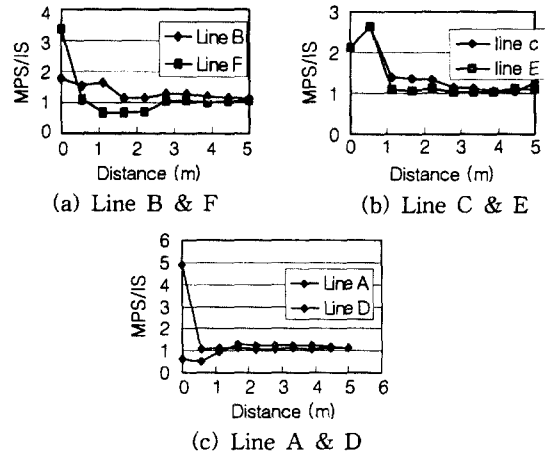 MPS/IS
4
3
2
1
0
Line B
Line F
0 1 2 3 4 5
Distance (m)
(a) Line B & F
MPS/IS
3
2
1
0
line c
line E
0 1 2 3 4 5
Distance (m)
(b) Line C & E
MPS/IS
6
5
4
3
2
1
0
Line A
Line D
0 1 2 3 4 5 6
Distance (m)
(c) Line A & D